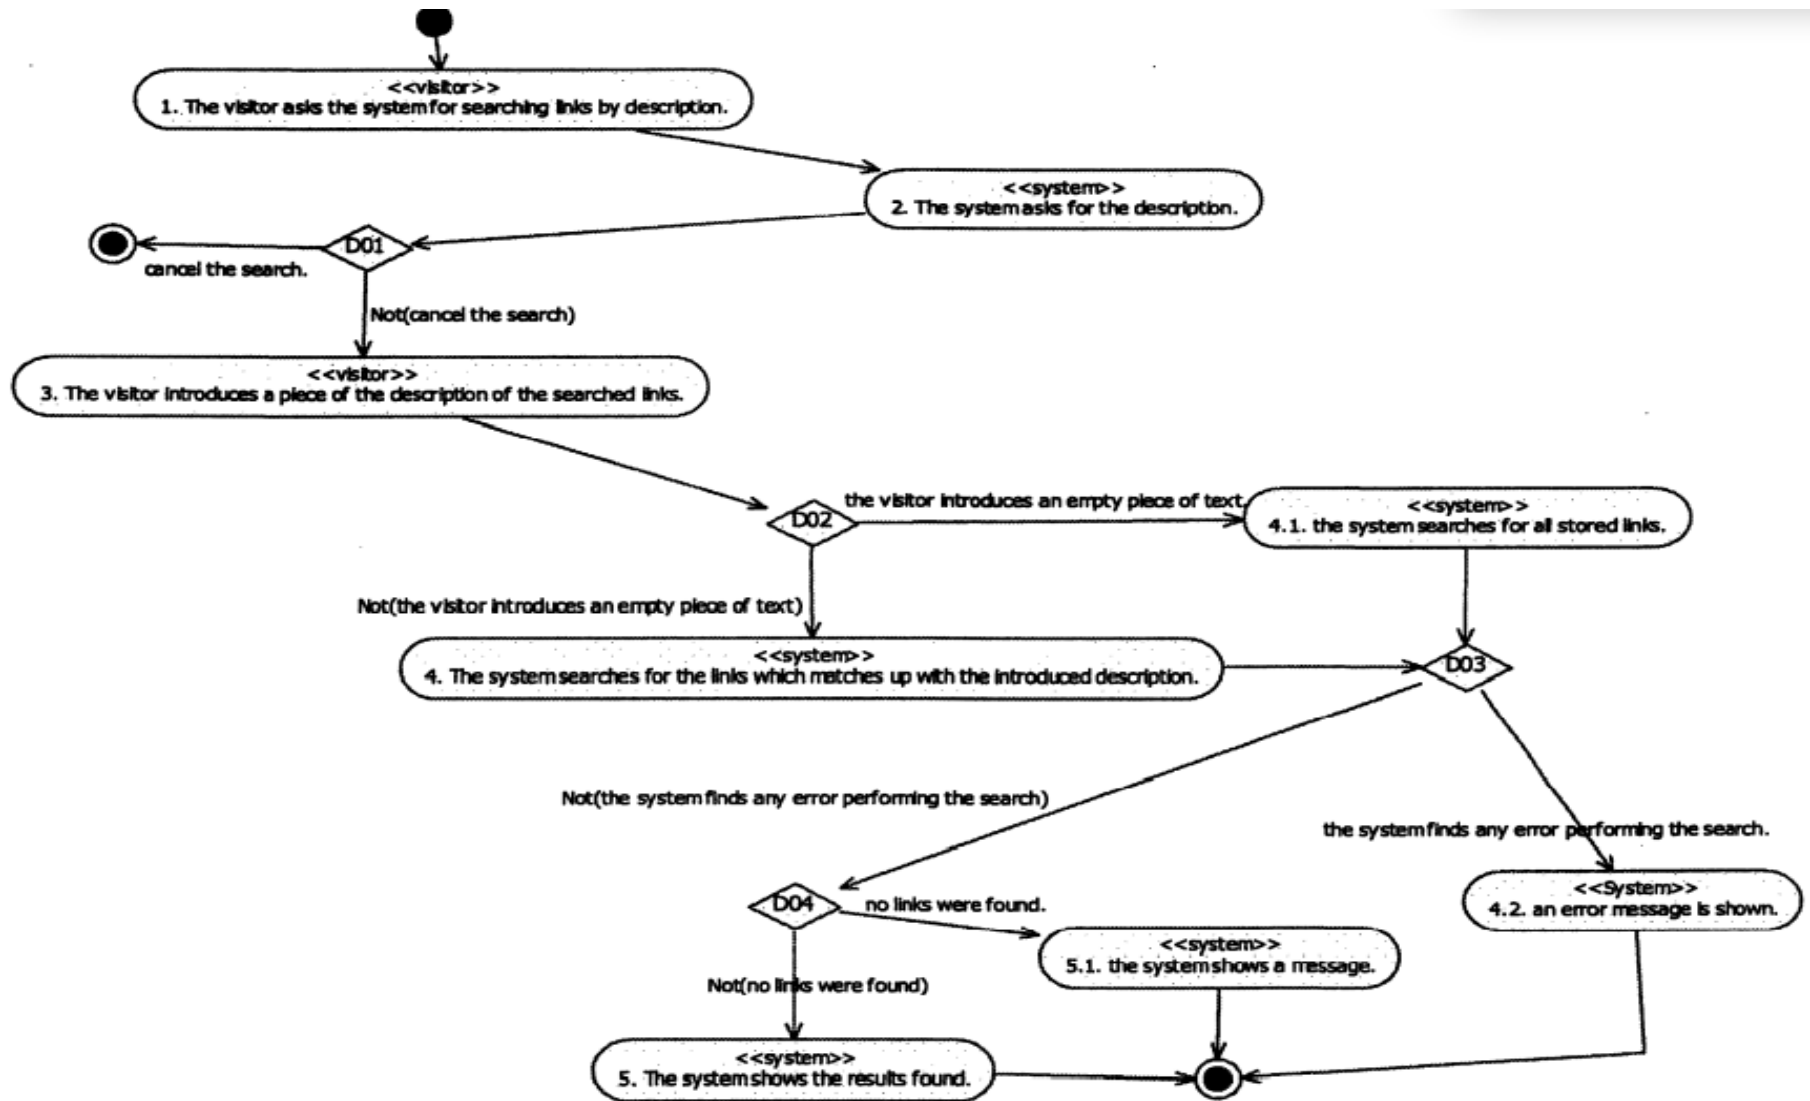 <<visitor>>
1. The visitor asks the system for searching links by description.
<<system>>
2. The system asks for the description.
D01
cancel the search.
Not(cancel the search)
<<visitor>>
3. The visitor introduces a piece of the description of the searched links.
D02
the visitor introduces an empty piece of text.
<<system>>
4.1. the system searches for all stored links.
Not(the visitor introduces an empty piece of text)
<<system>>
4. The system searches for the links which matches up with the introduced description.
D03
Not(the system finds any error performing the search)
the system finds any error performing the search.
<<System>>
4.2. an error message is shown.
D04
no links were found.
<<system>>
5.1. the system shows a message.
Not(no links were found)
<<system>>
5. The system shows the results found.